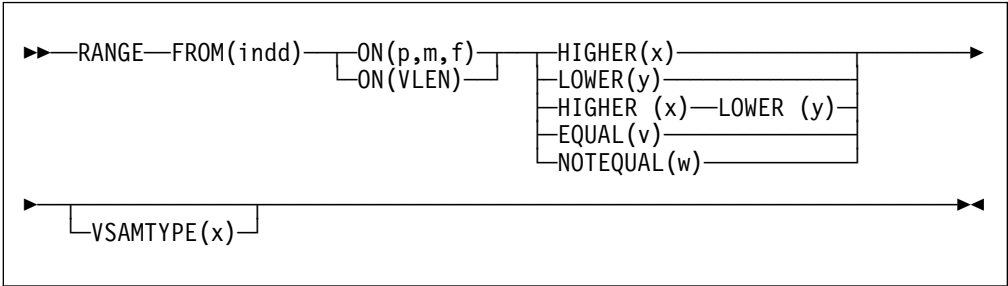 RANGE FROM(indd) ON(p,m,f) HIGHER(x)
ON(VLEN) LOWER(y)
HIGHER (x) LOWER (y)
EQUAL(v)
NOTEQUAL(w)
VSAMTYPE(x)